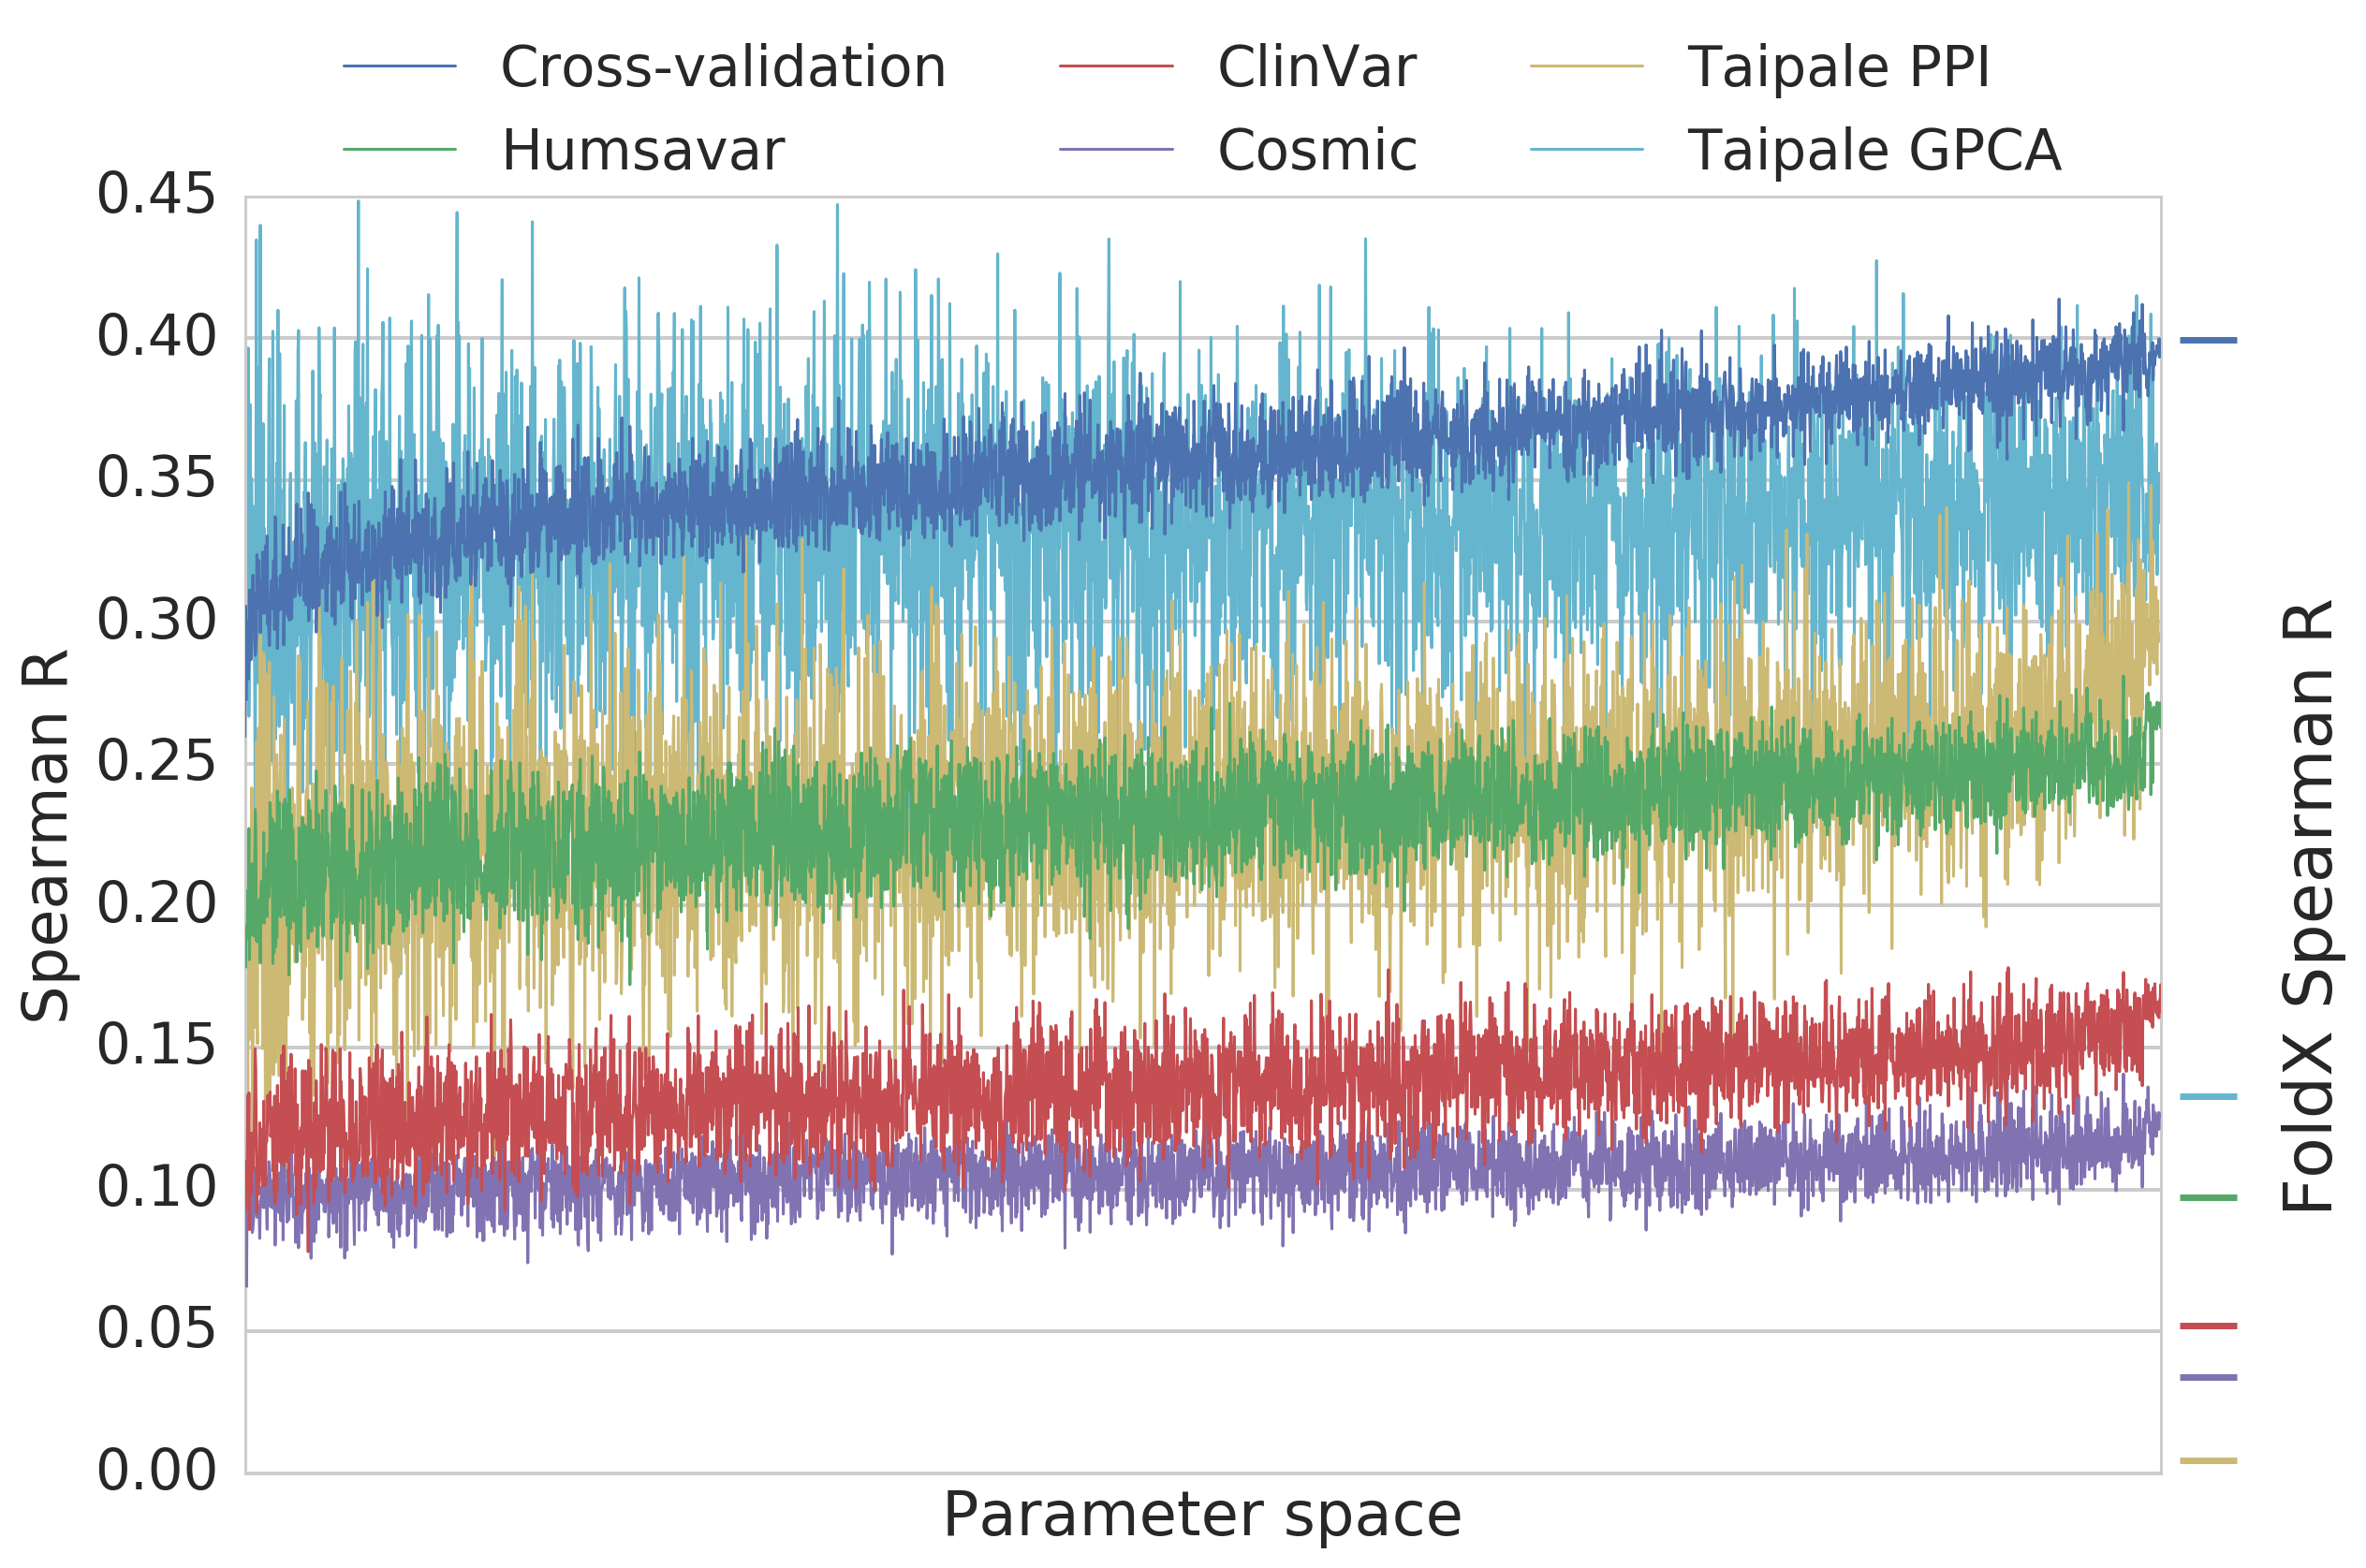 Cross-validation ClinVar Taipale PPI
Humsavar Cosmic Taipale GPCA
0.45
0.40
0.35
0.30
0.25
0.20
0.15
0.10
0.05
0.00
Spearman R
Parameter space
FoldX Spearman R